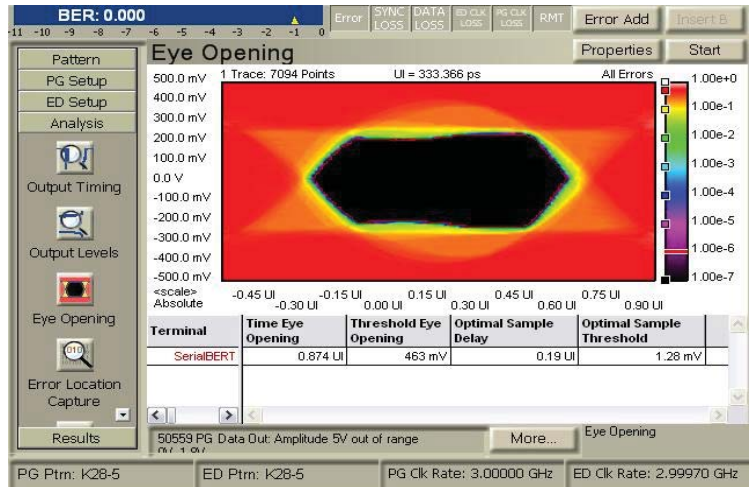 BER: 0.000
-11 -10 -9 -8 -7 -6 -5 -4 -3 -2 -1 0
Error
SYNC LOSS
DATA LOSS
ED CLK LOSS
PG CLK LOSS
RMT
Error Add
Insert B
Eye Opening
Properties
Start
Pattern
PG Setup
ED Setup
Analysis
Output Timing
Output Levels
Eye Opening
Error Location
Capture
Results
1 Trace: 7094 Points
UI = 333.366 ps
All Errors
500.0 mV
400.0 mV
300.0 mV
200.0 mV
100.0 mV
0.0 V
-100.0 mV
-200.0 mV
-300.0 mV
-400.0 mV
-500.0 mV
1.00e+0
1.00e-1
1.00e-2
1.00e-3
1.00e-4
1.00e-5
1.00e-6
1.00e-7
<scale>
Absolute
-0.45 UI -0.15 UI 0.15 UI 0.45 UI 0.75 UI
-0.30 UI 0.00 UI 0.30 UI 0.60 UI 0.90 UI
Terminal
Time Eye Opening
Threshold Eye Opening
Optimal Sample Delay
Optimal Sample Threshold
SerialBERT 0.874 UI 463 mV 0.19 UI 1.28 mV
50559 PG Data Out: Amplitude 5V out of range
More...
Eye Opening
PG Ptrn: K28-5
ED Ptrn: K28-5
PG Clk Rate: 3.00000 GHz
ED Clk Rate: 2.99970 GHz